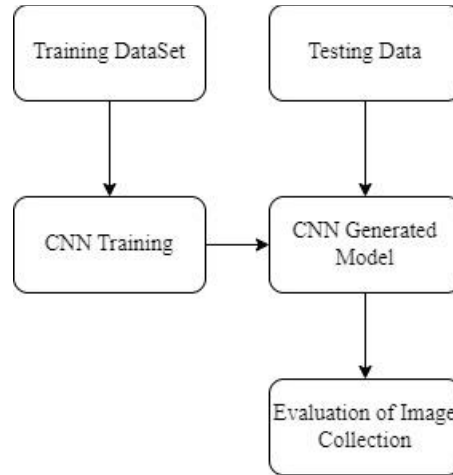 Training DataSet
Testing Data
CNN Training
CNN Generated
Model
Evaluation of Image
Collection